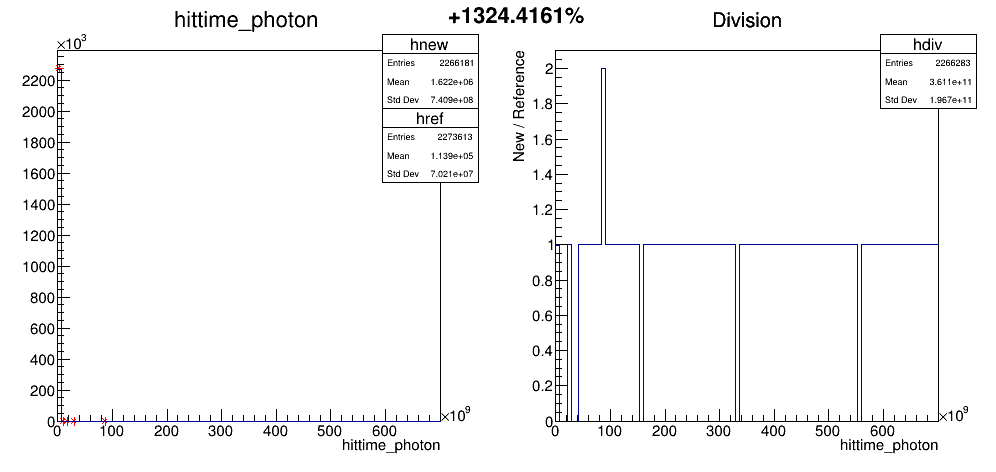 +1324.4161%
hittime_photon
×10³
hnew
Entries 2266181
Mean 1.622e+06
Std Dev 7.409e+08
href
Entries 2273613
Mean 1.139e+05
Std Dev 7.021e+07
2200
2000
1800
1600
1400
1200
1000
800
600
400
200
0
0 100 200 300 400 500 600
×10⁹
hittime_photon
Division
hdiv
Entries 2266283
Mean 3.611e+11
Std Dev 1.967e+11
New / Reference
2
1.8
1.6
1.4
1.2
1
0.8
0.6
0.4
0.2
0
0 100 200 300 400 500 600
×10⁹
hittime_photon